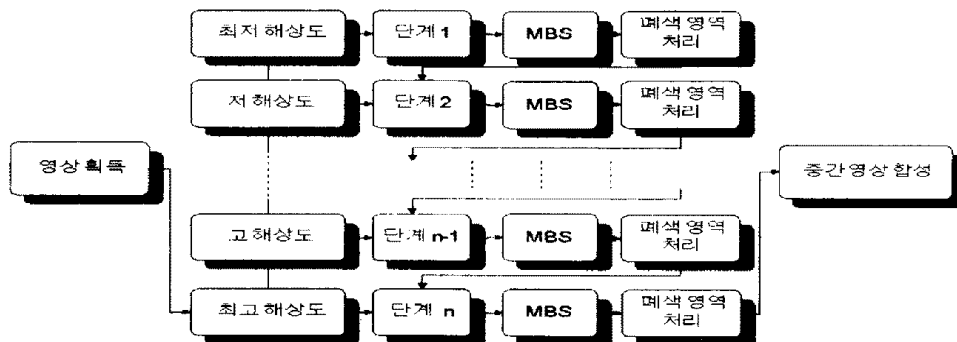 최저 해상도
단계 1
MBS
폐색 영역
처리
저 해상도
단계 2
MBS
폐색 영역
처리
영상 획득
중간 영상 합성
고 해상도
단계 n-1
MBS
폐색 영역
처리
최고 해상도
단계 n
MBS
폐색 영역
처리